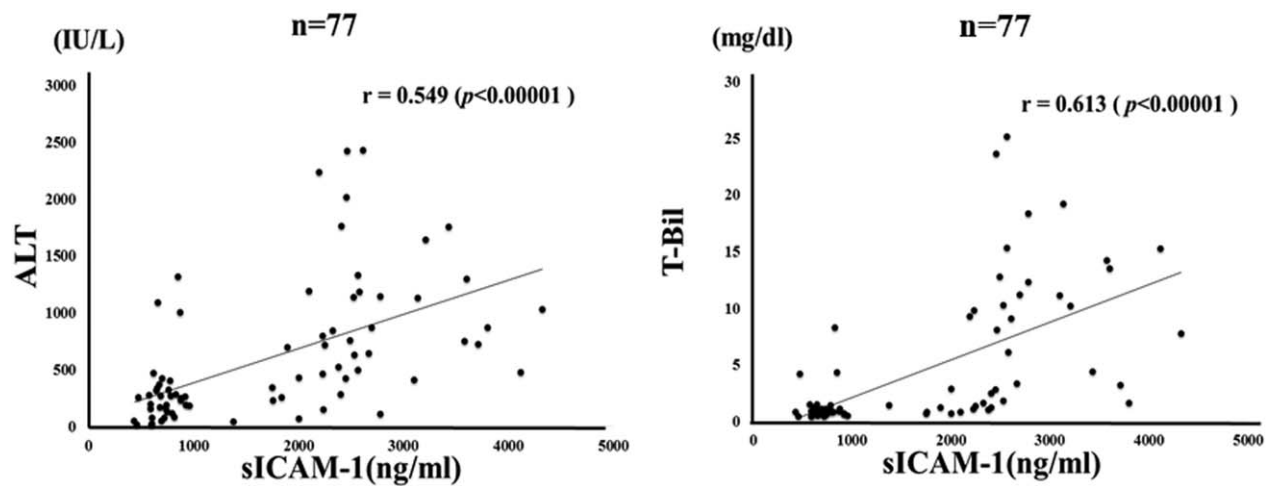 n=77
(IU/L)
r = 0.549 (p<0.00001 )
3000
2500
2000
1500
1000
500
0
ALT
0 1000 2000 3000 4000 5000
sICAM-1(ng/ml)
n=77
(mg/dl)
r = 0.613 ( p<0.00001 )
30
25
20
15
10
5
0
T-Bil
0 1000 2000 3000 4000 5000
sICAM-1(ng/ml)